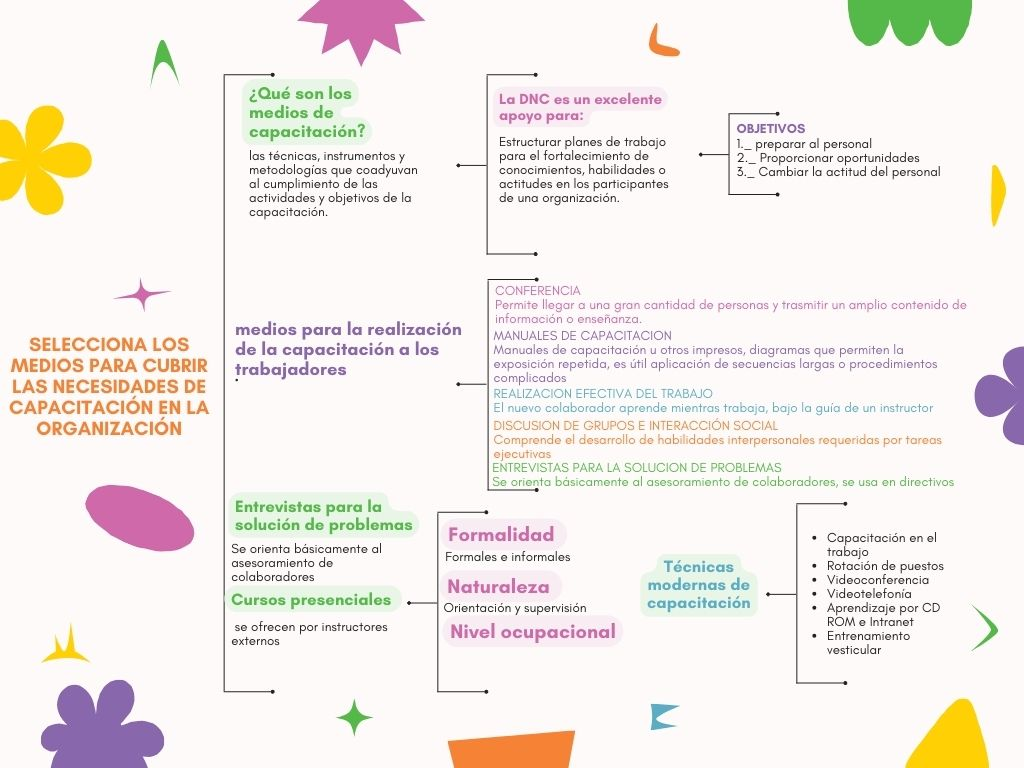 SELECCIONA LOS
MEDIOS PARA CUBRIR
LAS NECESIDADES DE
CAPACITACIÓN EN LA
ORGANIZACIÓN
¿Qué son los
medios de
capacitación?
las técnicas, instrumentos y
metodologías que coadyuvan
al cumplimiento de las
actividades y objetivos de la
capacitación.
La DNC es un excelente
apoyo para:
Estructurar planes de trabajo
para el fortalecimiento de
conocimientos, habilidades o
actitudes en los participantes
de una organización.
OBJETIVOS
1._ preparar al personal
2._ Proporcionar oportunidades
3._ Cambiar la actitud del personal
medios para la realización
de la capacitación a los
trabajadores
.
CONFERENCIA
Permite llegar a una gran cantidad de personas y trasmitir un amplio contenido de
información o enseñanza.
MANUALES DE CAPACITACION
Manuales de capacitación u otros impresos, diagramas que permiten la
exposición repetida, es útil aplicación de secuencias largas o procedimientos
complicados
REALIZACION EFECTIVA DEL TRABAJO
El nuevo colaborador aprende mientras trabaja, bajo la guía de un instructor
DISCUSION DE GRUPOS E INTERACCIÓN SOCIAL
Comprende el desarrollo de habilidades interpersonales requeridas por tareas
ejecutivas
ENTREVISTAS PARA LA SOLUCION DE PROBLEMAS
Se orienta básicamente al asesoramiento de colaboradores, se usa en directivos
Entrevistas para la
solución de problemas
Se orienta básicamente al
asesoramiento de
colaboradores
Cursos presenciales
se ofrecen por instructores
externos
Formalidad
Formales e informales
Naturaleza
Orientación y supervisión
Nivel ocupacional
Técnicas
modernas de
capacitación
• Capacitación en el
trabajo
• Rotación de puestos
• Videoconferencia
• Videotelefonía
• Aprendizaje por CD
ROM e Intranet
• Entrenamiento
vesticular